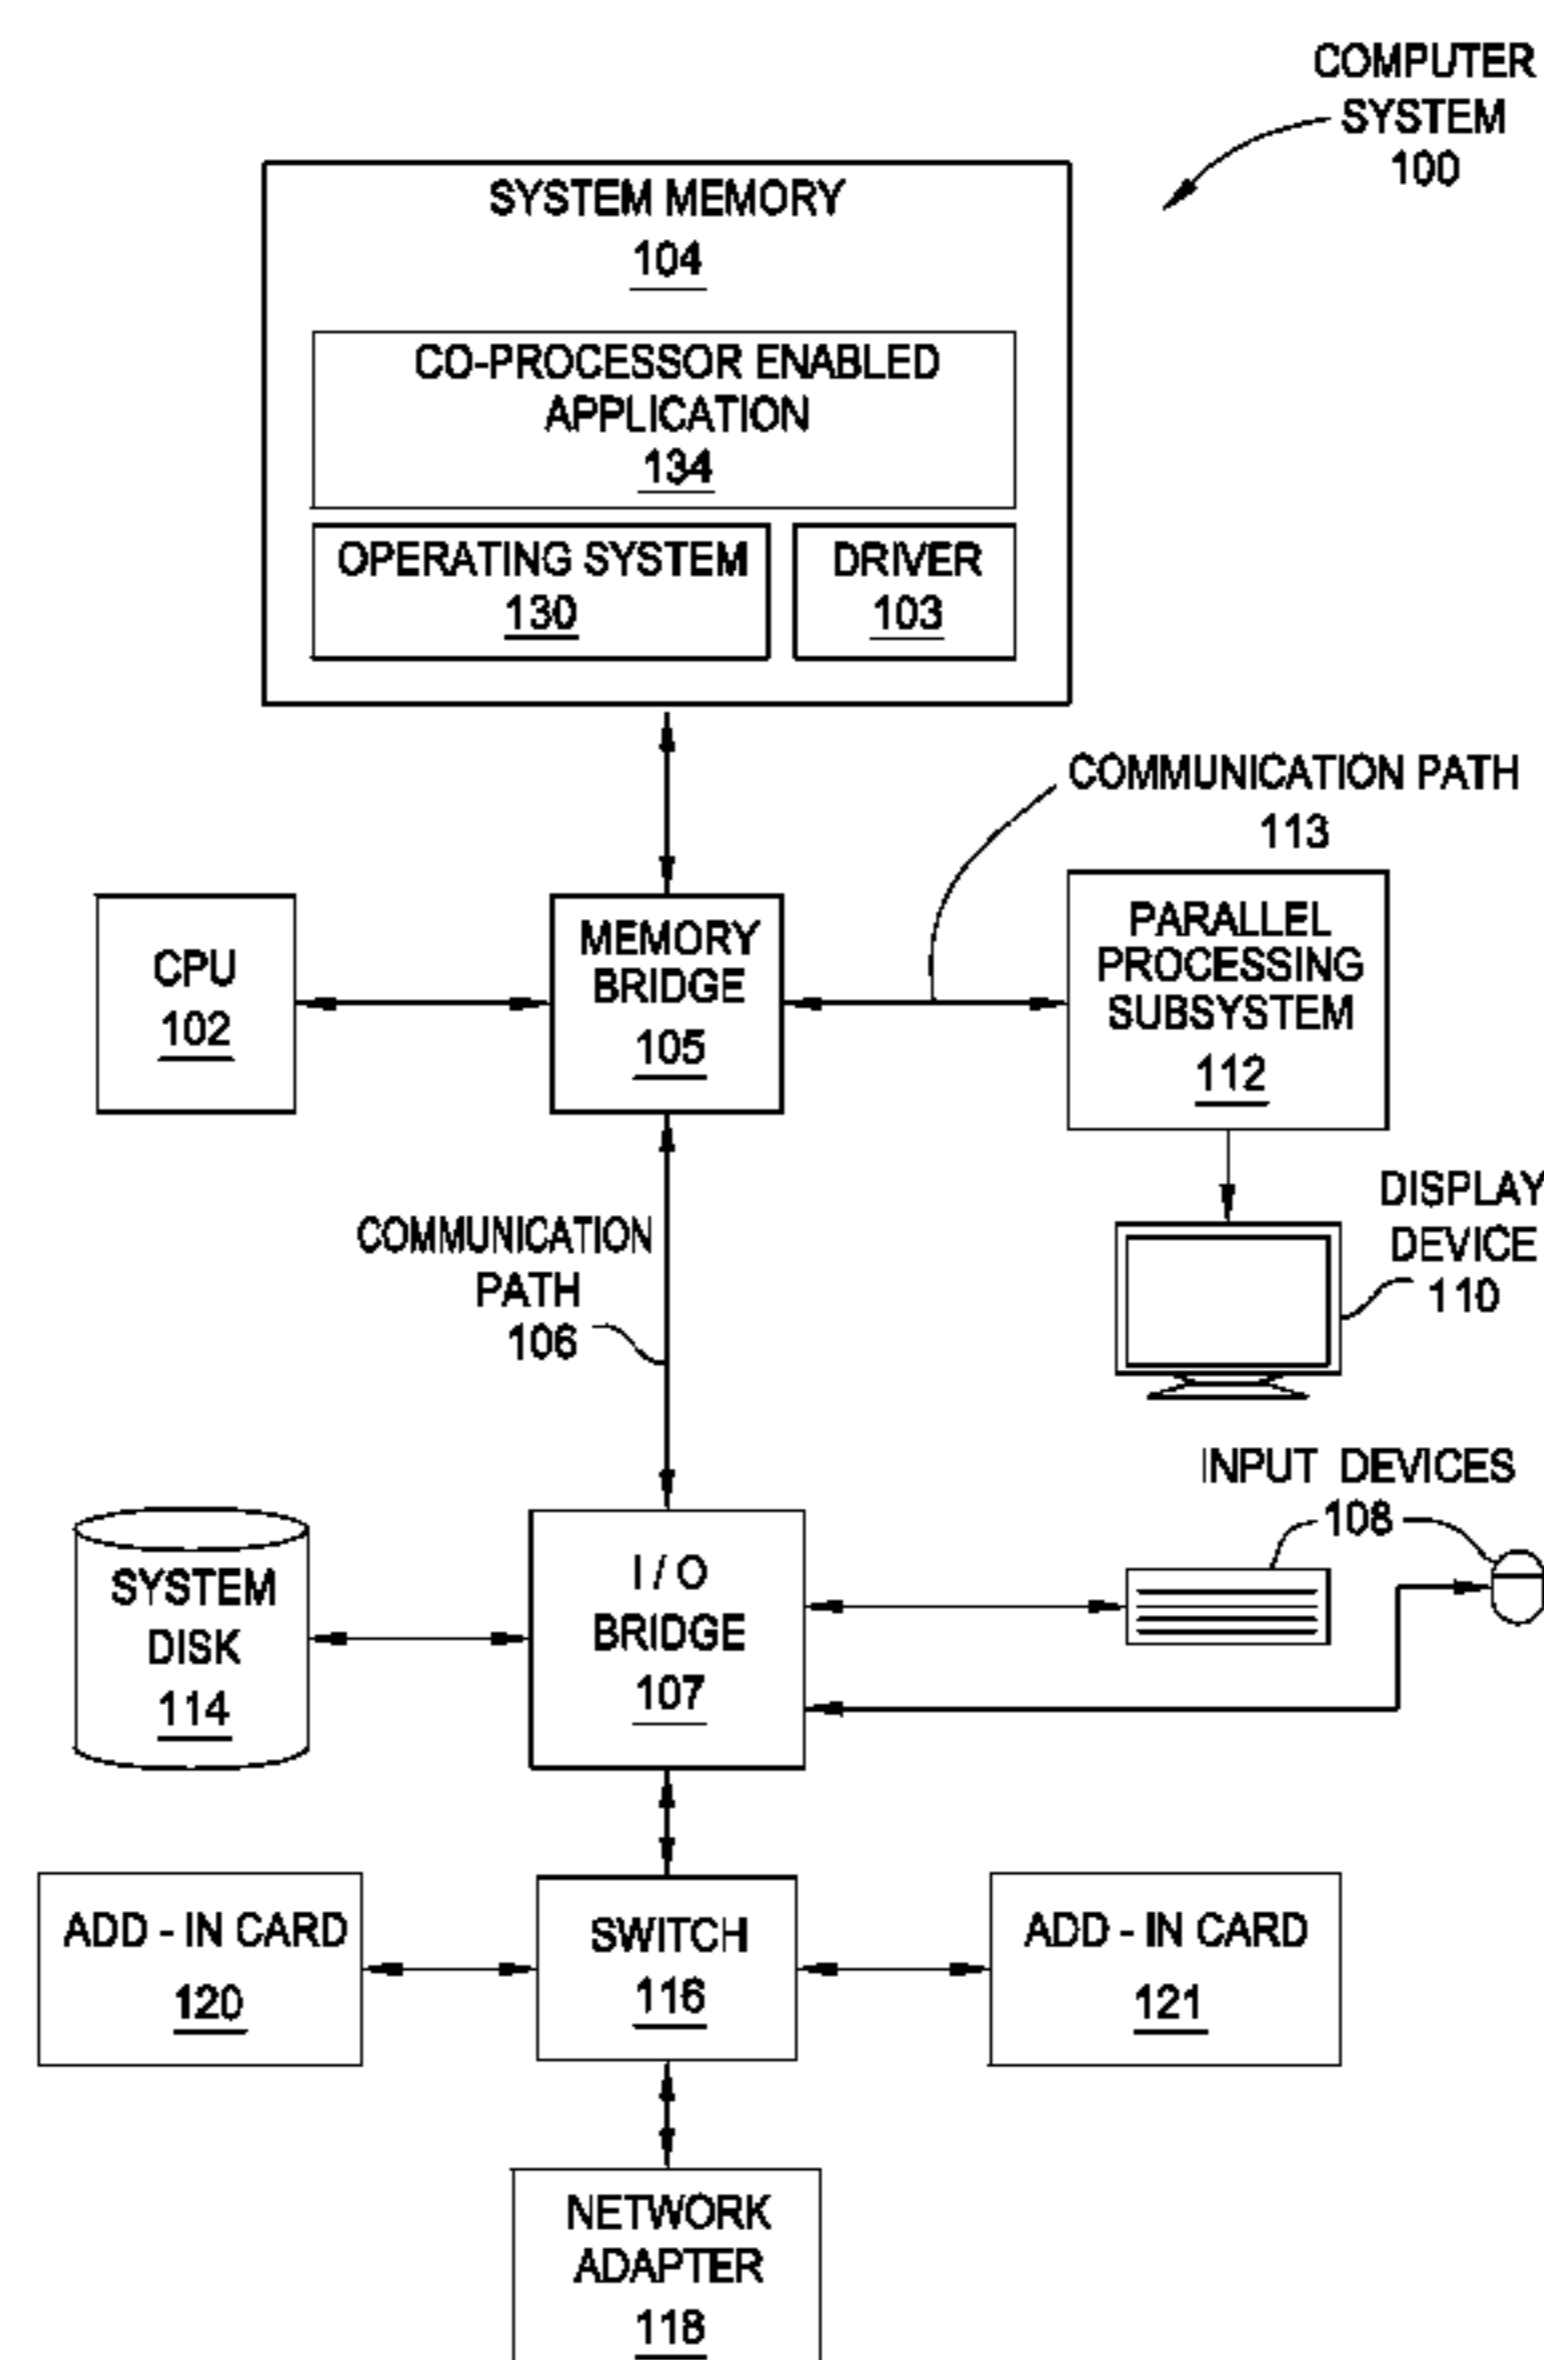 COMPUTER
SYSTEM
100
SYSTEM MEMORY
104
CO-PROCESSOR ENABLED
APPLICATION
134
OPERATING SYSTEM
130
DRIVER
103
COMMUNICATION PATH
113
CPU
102
MEMORY
BRIDGE
105
PARALLEL
PROCESSING
SUBSYSTEM
112
COMMUNICATION
PATH
106
DISPLAY
DEVICE
110
INPUT DEVICES
108
SYSTEM
DISK
114
I / O
BRIDGE
107
ADD - IN CARD
120
SWITCH
116
ADD - IN CARD
121
NETWORK
ADAPTER
118